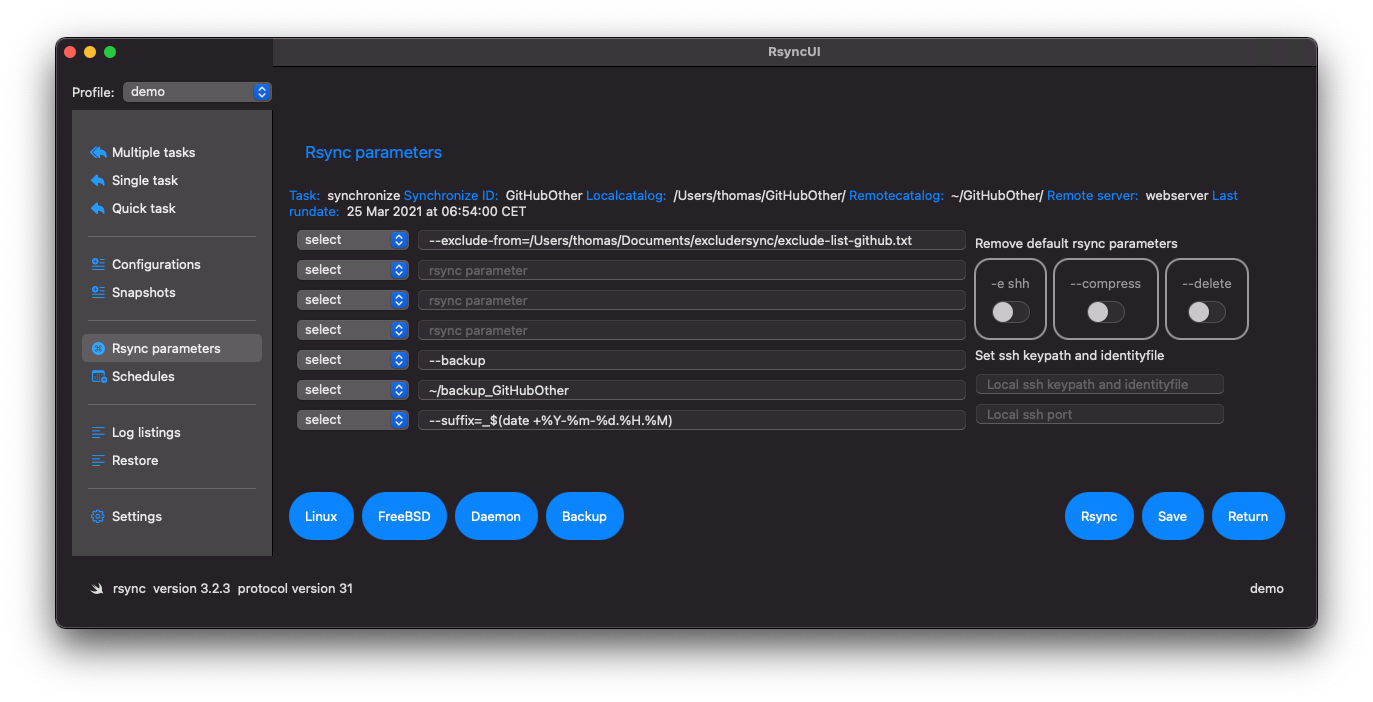 RsyncUI
Profile: demo
Multiple tasks
Single task
Quick task
Configurations
Snapshots
Rsync parameters
Schedules
Log listings
Restore
Settings
Rsync parameters
Task: synchronize Synchronize ID: GitHubOther Localcatalog: /Users/thomas/GitHubOther/ Remotecatalog: ~/GitHubOther/ Remote server: webserver Last
rundate: 25 Mar 2021 at 06:54:00 CET
select --exclude-from=/Users/thomas/Documents/excludersync/exclude-list-github.txt
select rsync parameter
select rsync parameter
select rsync parameter
select --backup
select ~/backup_GitHubOther
select --suffix=_$(date +%Y-%m-%d.%H.%M)
Remove default rsync parameters
-e shh --compress --delete
Set ssh keypath and identityfile
Local ssh keypath and identityfile
Local ssh port
Linux FreeBSD Daemon Backup Rsync Save Return
rsync version 3.2.3 protocol version 31 demo